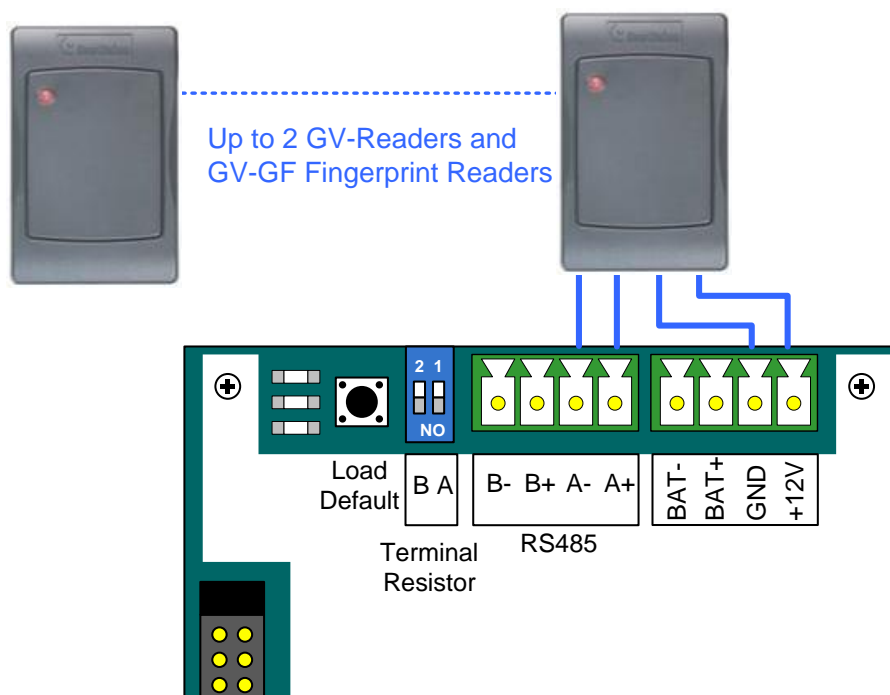 Up to 2 GV-Readers and
GV-GF Fingerprint Readers
2 1
NO
Load
Default
B A
B- B+ A- A+
BAT-
BAT+
GND
+12V
Terminal
Resistor
RS485